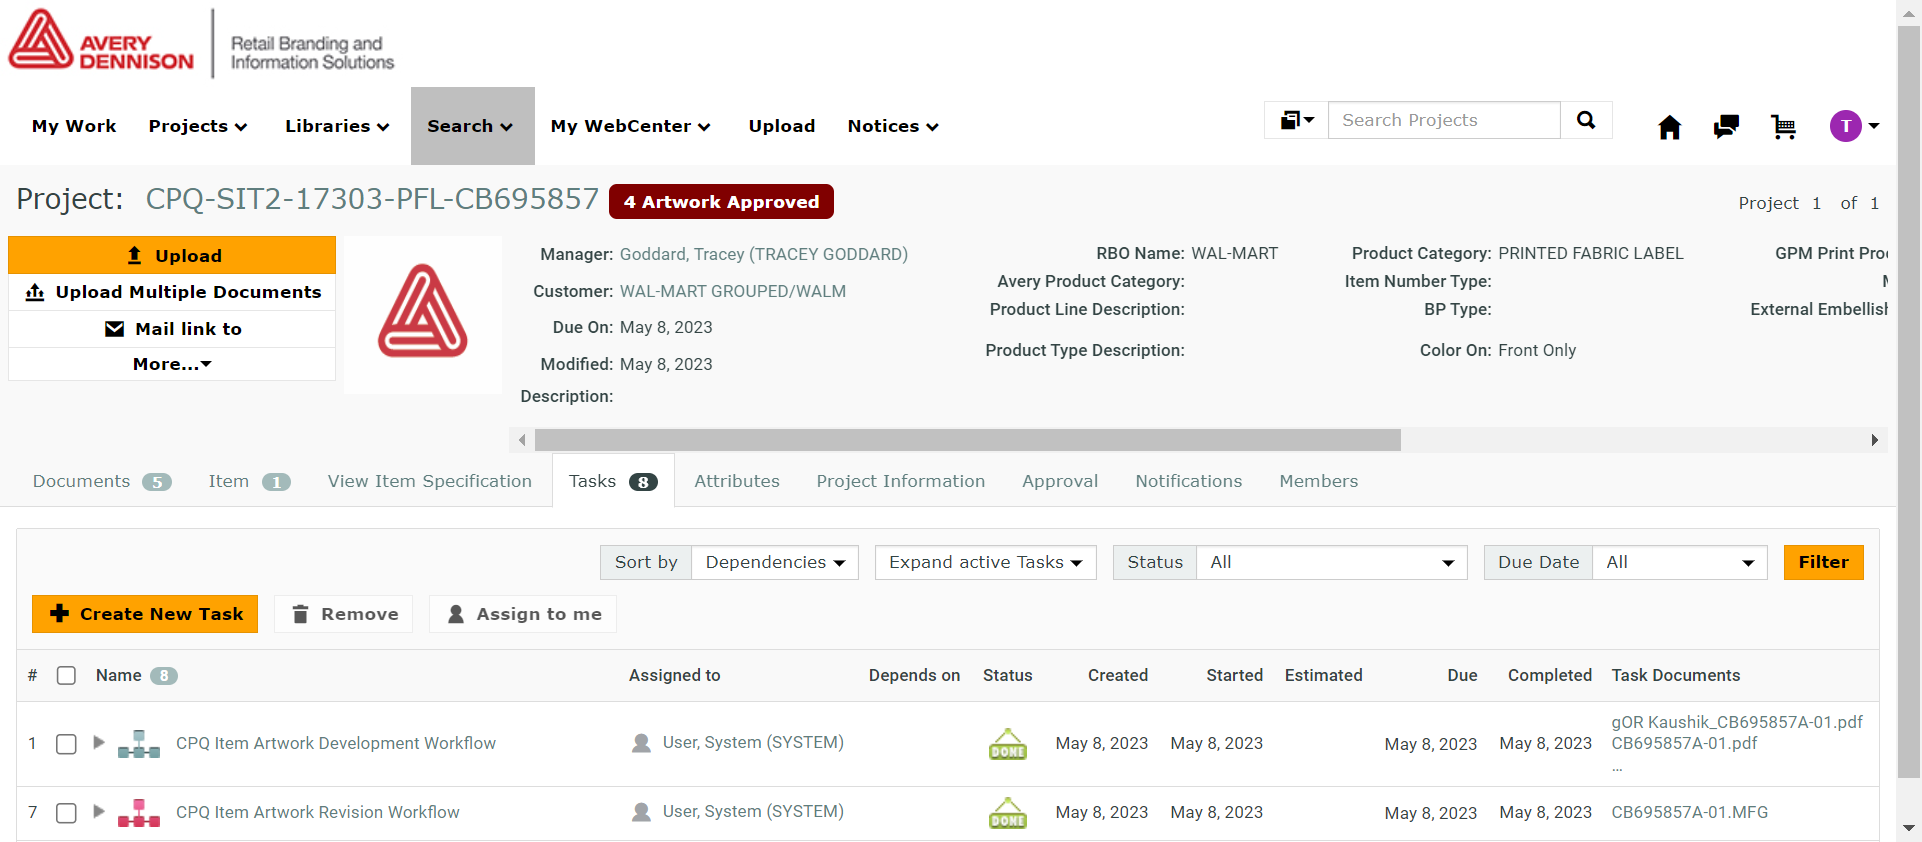 AVERY DENNISON Retail Branding and Information Solutions
My Work Projects Libraries Search My WebCenter Upload Notices Search Projects T
Project: CPQ-SIT2-17303-PFL-CB695857 4 Artwork Approved Project 1 of 1
Upload
Upload Multiple Documents
Mail link to
More...
Manager: Goddard, Tracey (TRACEY GODDARD)
Customer: WAL-MART GROUPED/WALM
Due On: May 8, 2023
Modified: May 8, 2023
Description:
RBO Name: WAL-MART
Avery Product Category:
Product Line Description:
Product Type Description:
Product Category: PRINTED FABRIC LABEL
Item Number Type:
BP Type:
Color On: Front Only
GPM Print Pro
External Embellis
Documents 5 Item 1 View Item Specification Tasks 8 Attributes Project Information Approval Notifications Members
Sort by Dependencies Expand active Tasks Status All Due Date All Filter
Create New Task Remove Assign to me
# Name 8 Assigned to Depends on Status Created Started Estimated Due Completed Task Documents
1 CPQ Item Artwork Development Workflow User, System (SYSTEM) DONE May 8, 2023 May 8, 2023 May 8, 2023 May 8, 2023 gOR Kaushik_CB695857A-01.pdf
CB695857A-01.pdf
...
7 CPQ Item Artwork Revision Workflow User, System (SYSTEM) DONE May 8, 2023 May 8, 2023 May 8, 2023 May 8, 2023 CB695857A-01.MFG